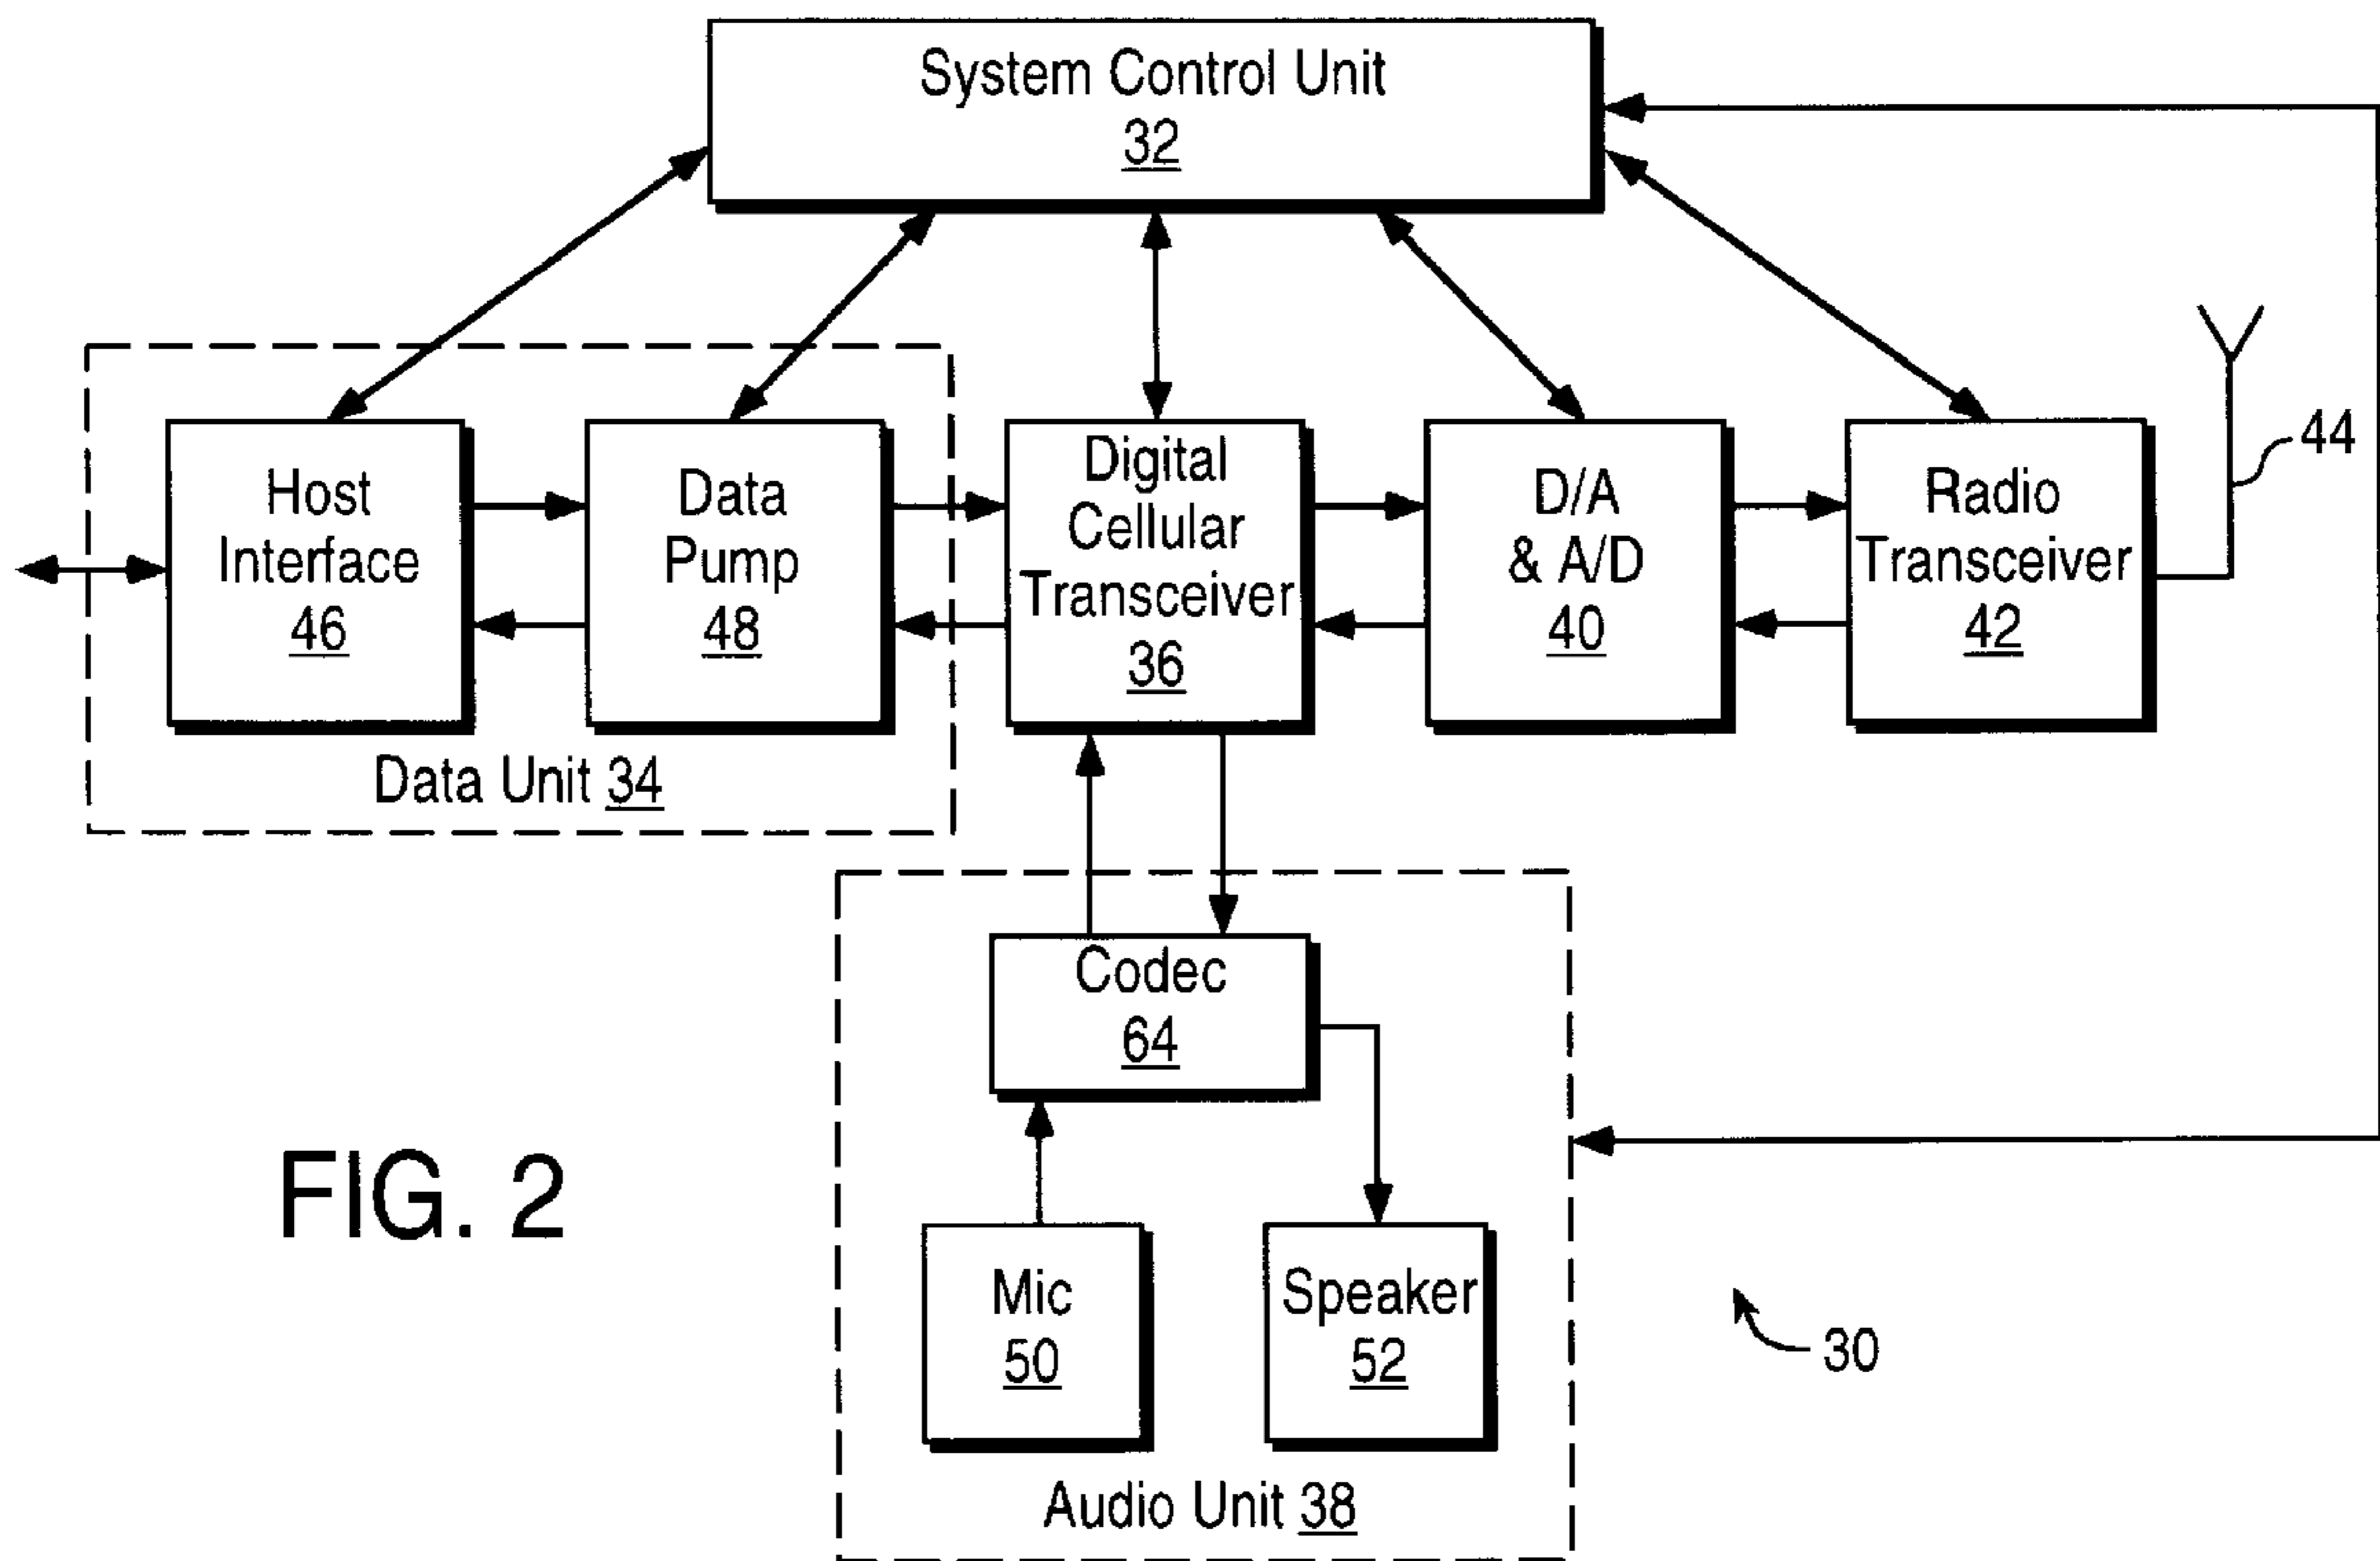 System Control Unit
32
44
Host
Interface
46
Data
Pump
48
Digital
Cellular
Transceiver
36
D/A
& A/D
40
Radio
Transceiver
42
Data Unit 34
Codec
64
FIG. 2
Mic
50
Speaker
52
30
Audio Unit 38